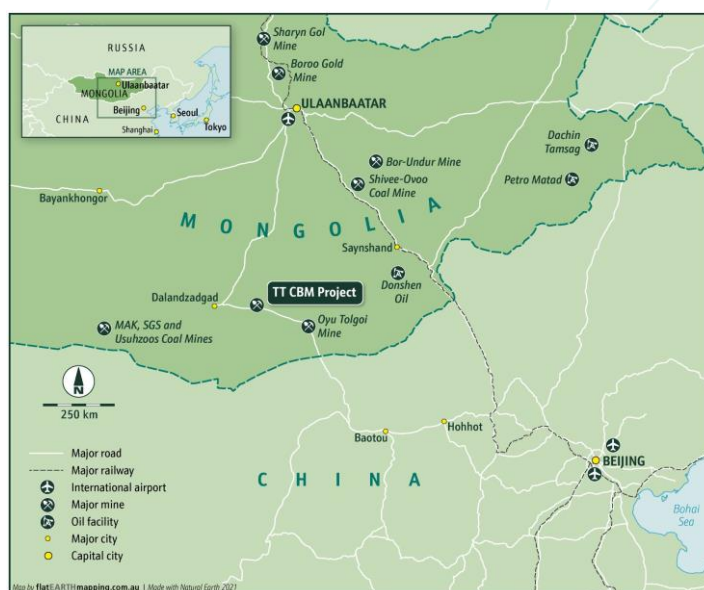 RUSSIA
MAP AREA
Ulaanbaatar
MONGOLIA
Beijing
Seoul
CHINA
Shanghai
Tokyo
Sharyn Gol
Mine
Boroo Gold
Mine
ULAANBAATAR
Dachin
Tamsag
Bor-Undur Mine
Petro Matad
Shivee-Ovoo
Coal Mine
Bayankhongor
MONGOLIA
Saynshand
Donshen
Oil
TT CBM Project
Dalandzadgad
Oyu Tolgoi
Mine
MAK, SGS and
Usuhzoos Coal Mines
N
250 km
Hohhot
Baotou
BEIJING
CHINA
Bohai
Sea
Major road
Major railway
International airport
Major mine
Oil facility
Major city
Capital city
Map by flatEARTHmapping.com.au | Made with Natural Earth 2021